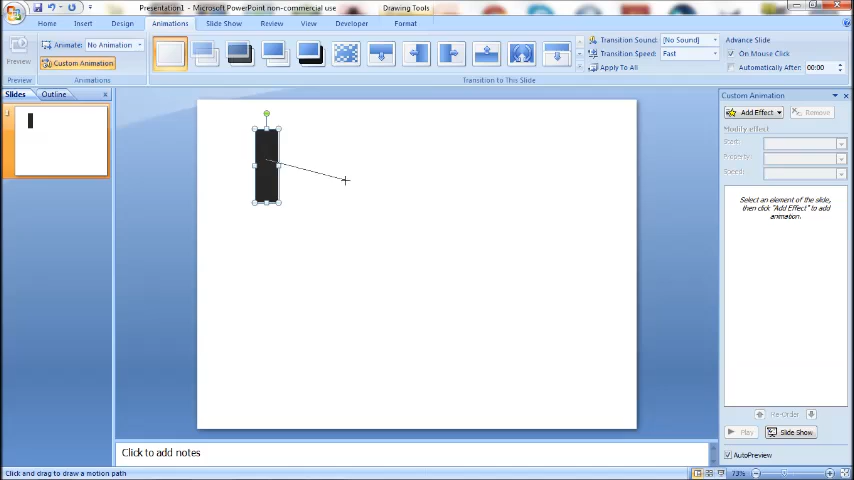 Presentation1 - Microsoft PowerPoint non-commercial use
Drawing Tools
Home Insert Design Animations Slide Show Review View Developer Format
Preview
Animate: No Animation
Custom Animation
Transition Sound: [No Sound]
Transition Speed: Fast
Apply To All
Advance Slide
On Mouse Click
Automatically After: 00:00
Preview Animations Transition to This Slide
Slides Outline
1
Custom Animation
Add Effect Remove
Modify effect
Start:
Property:
Speed:
Select an element of the slide,
then click "Add Effect" to add
animation.
Re-Order
Play Slide Show
AutoPreview
Click to add notes
Click and drag to draw a motion path
73%